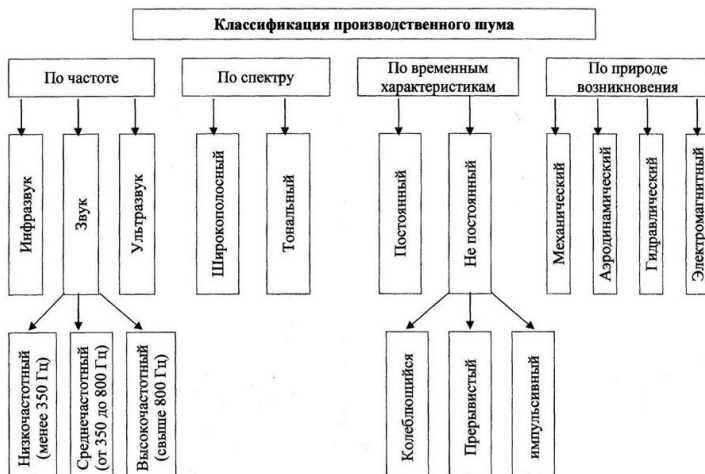 Классификация производственного шума
По частоте
По спектру
По временным
характеристикам
По природе
возникновения
Инфразвук
Звук
Ультразвук
Широкополосный
Тональный
Постоянный
Не постоянный
Механический
Аэродинамический
Гидравлический
Электромагнитный
Низкочастотный
(менее 350 Гц)
Среднечастотный
(от 350 до 800 Гц)
Высокочастотный
(свыше 800 Гц)
Колеблющийся
Прерывистый
импульсивный